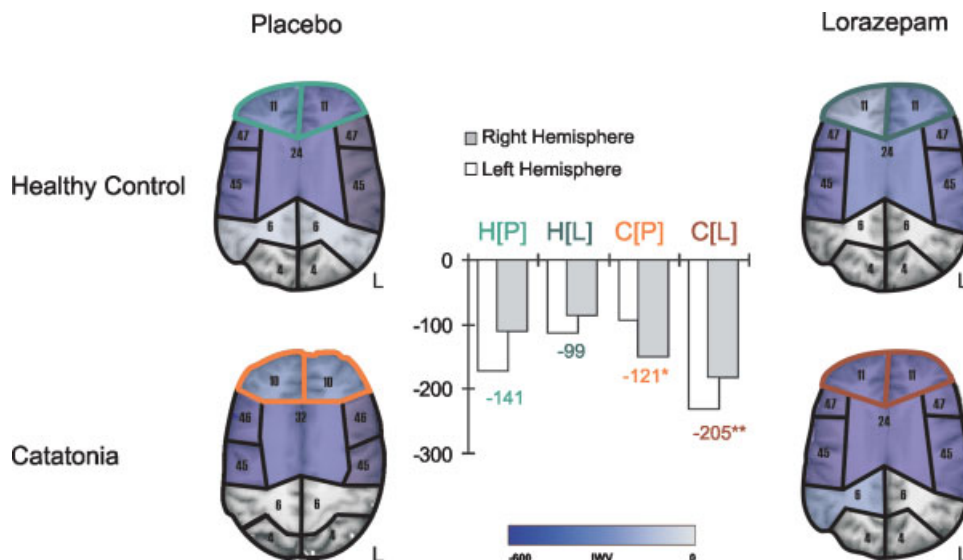 Placebo
Lorazepam
Healthy Control
Catatonia
Right Hemisphere
Left Hemisphere
H[P] H[L] C[P] C[L]
0
-100
-200
-300
-141
-99
-121*
-205**
11 11
47 47
24
45 45
6 6
4 4
L
11 11
47 47
24
45 45
6 6
4 4
L
10 10
46 32 46
45 45
6 6
4 4
L
11 11
47 47
24
45 45
6 6
4 4
L
-600 0